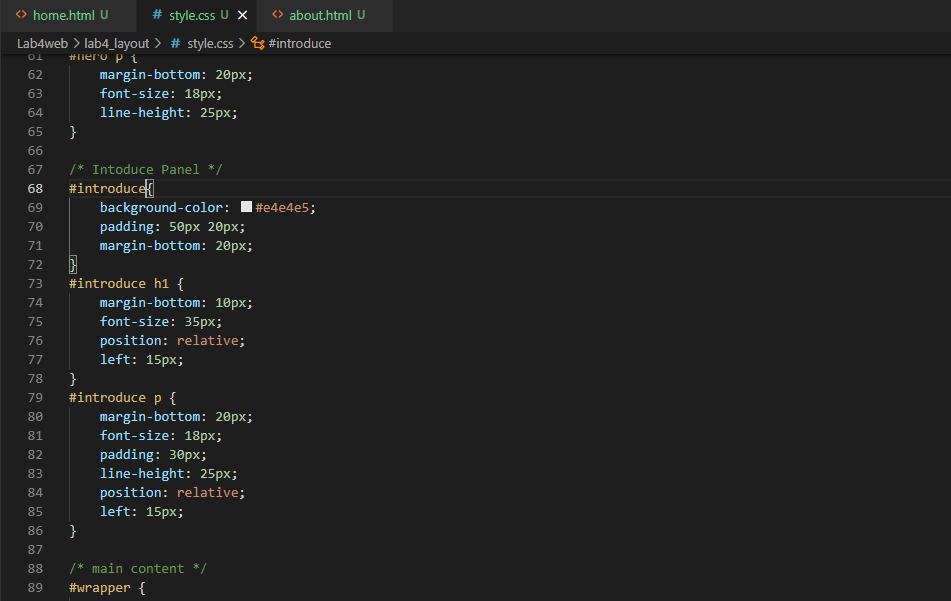 home.html U
# style.css U
about.html U
Lab4web > lab4_layout > # style.css > #introduce
61 #hero p {
62 margin-bottom: 20px;
63 font-size: 18px;
64 line-height: 25px;
65 }
66
67 /* Intoduce Panel */
68 #introduce{
69 background-color: #e4e4e5;
70 padding: 50px 20px;
71 margin-bottom: 20px;
72 }
73 #introduce h1 {
74 margin-bottom: 10px;
75 font-size: 35px;
76 position: relative;
77 left: 15px;
78 }
79 #introduce p {
80 margin-bottom: 20px;
81 font-size: 18px;
82 padding: 30px;
83 line-height: 25px;
84 position: relative;
85 left: 15px;
86 }
87
88 /* main content */
89 #wrapper {